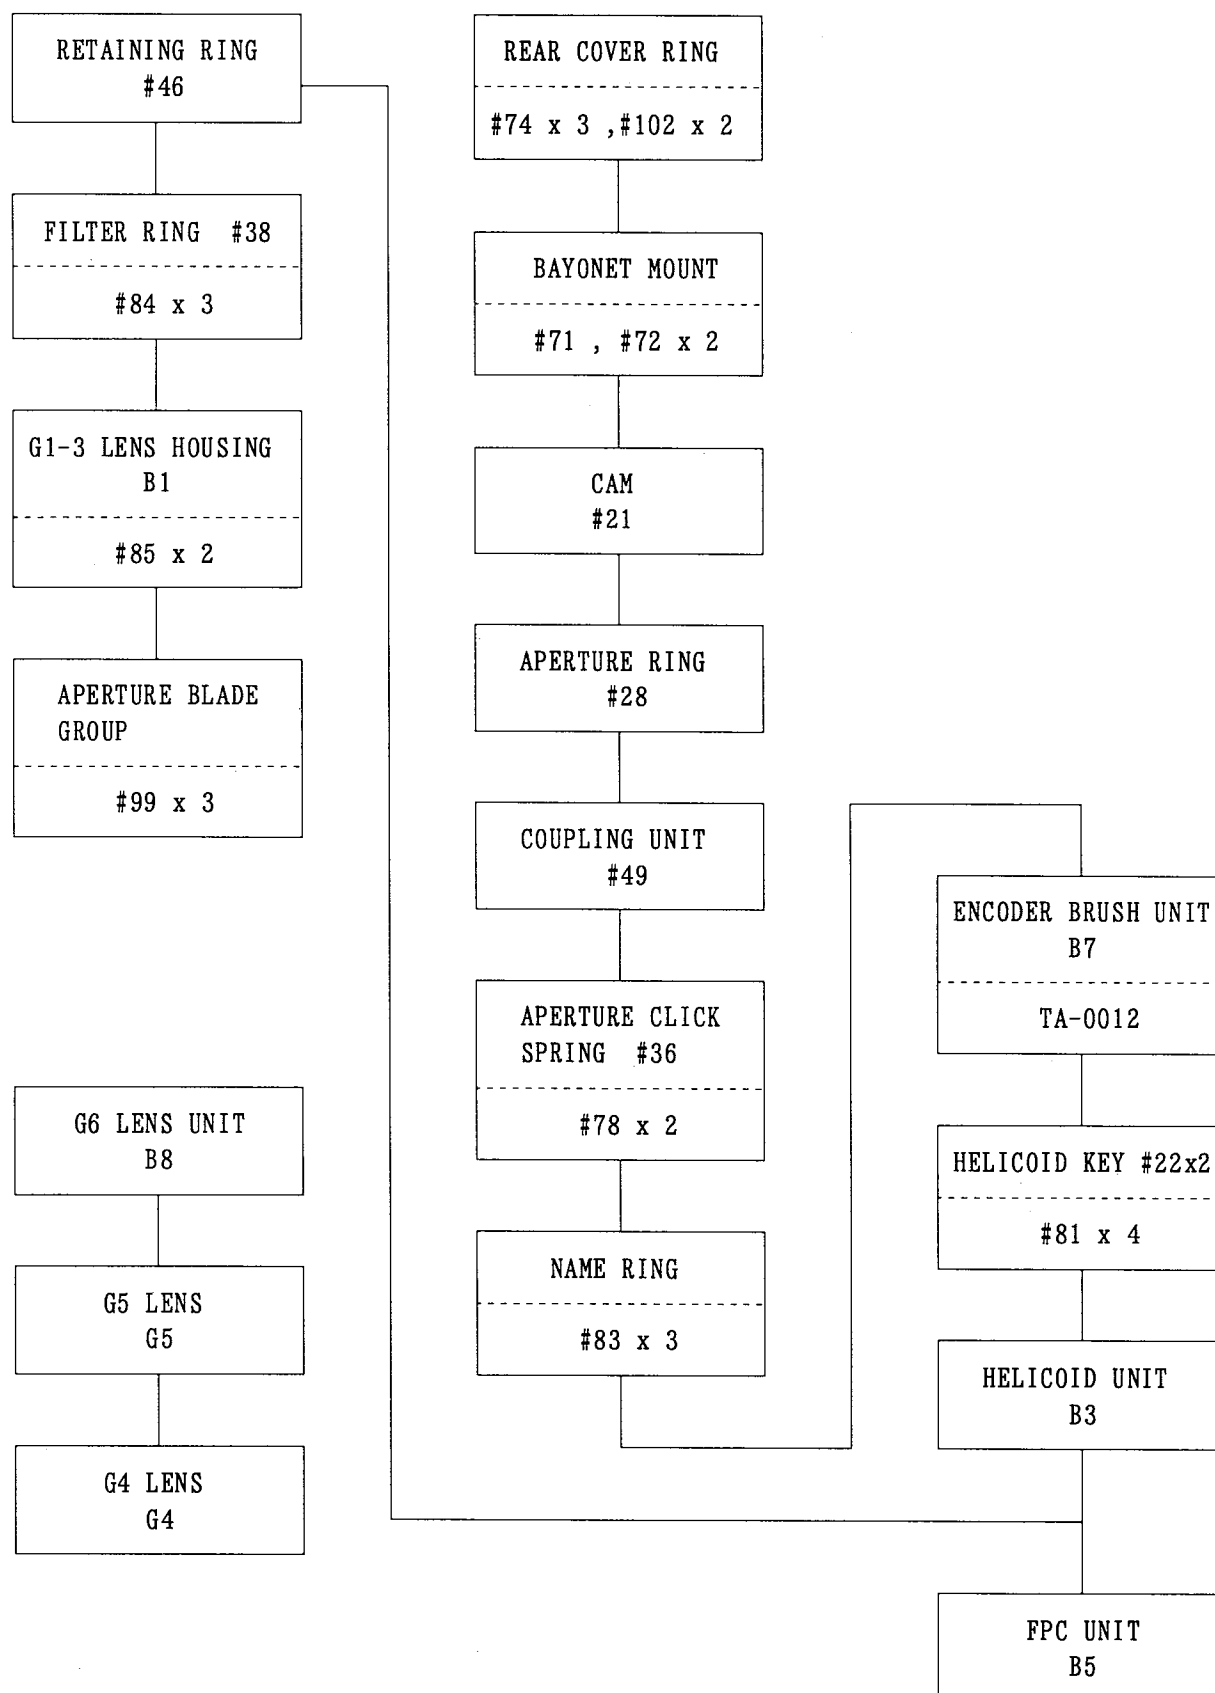 RETAINING RING
#46
FILTER RING #38
#84 x 3
G1-3 LENS HOUSING
B1
#85 x 2
APERTURE BLADE
GROUP
#99 x 3
G6 LENS UNIT
B8
G5 LENS
G5
G4 LENS
G4
REAR COVER RING
#74 x 3 ,#102 x 2
BAYONET MOUNT
#71 , #72 x 2
CAM
#21
APERTURE RING
#28
COUPLING UNIT
#49
APERTURE CLICK
SPRING #36
#78 x 2
NAME RING
#83 x 3
ENCODER BRUSH UNIT
B7
TA-0012
HELICOID KEY #22x2
#81 x 4
HELICOID UNIT
B3
FPC UNIT
B5